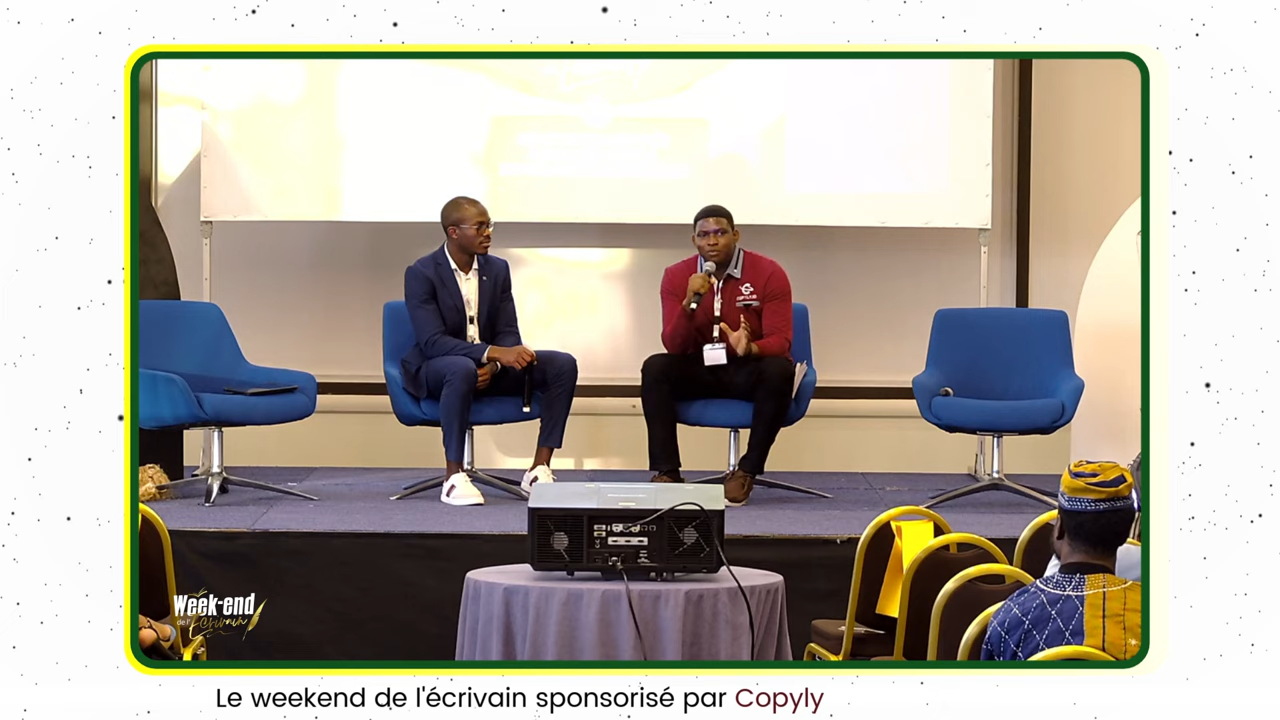 Week-end
de l'Écrivain
Le weekend de l'écrivain sponsorisé par Copyly